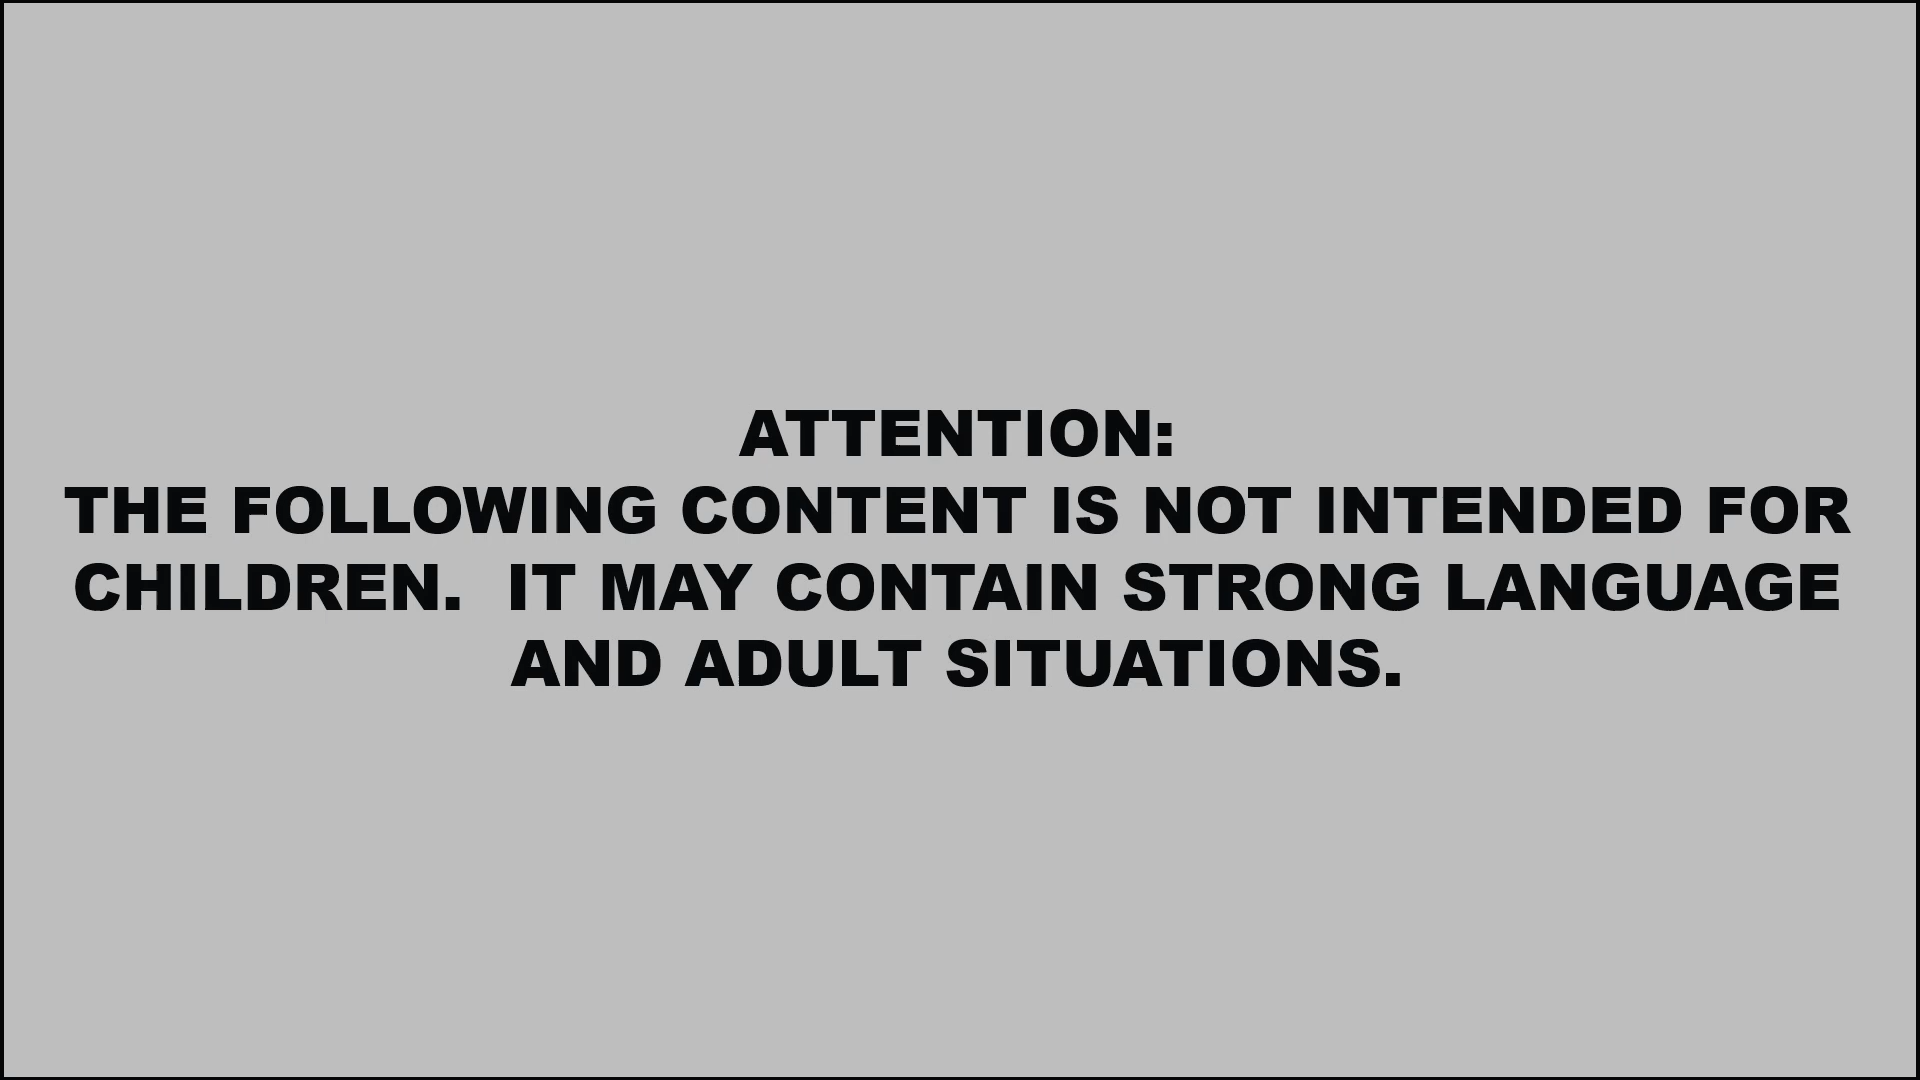 ATTENTION:
THE FOLLOWING CONTENT IS NOT INTENDED FOR
CHILDREN.  IT MAY CONTAIN STRONG LANGUAGE
AND ADULT SITUATIONS.